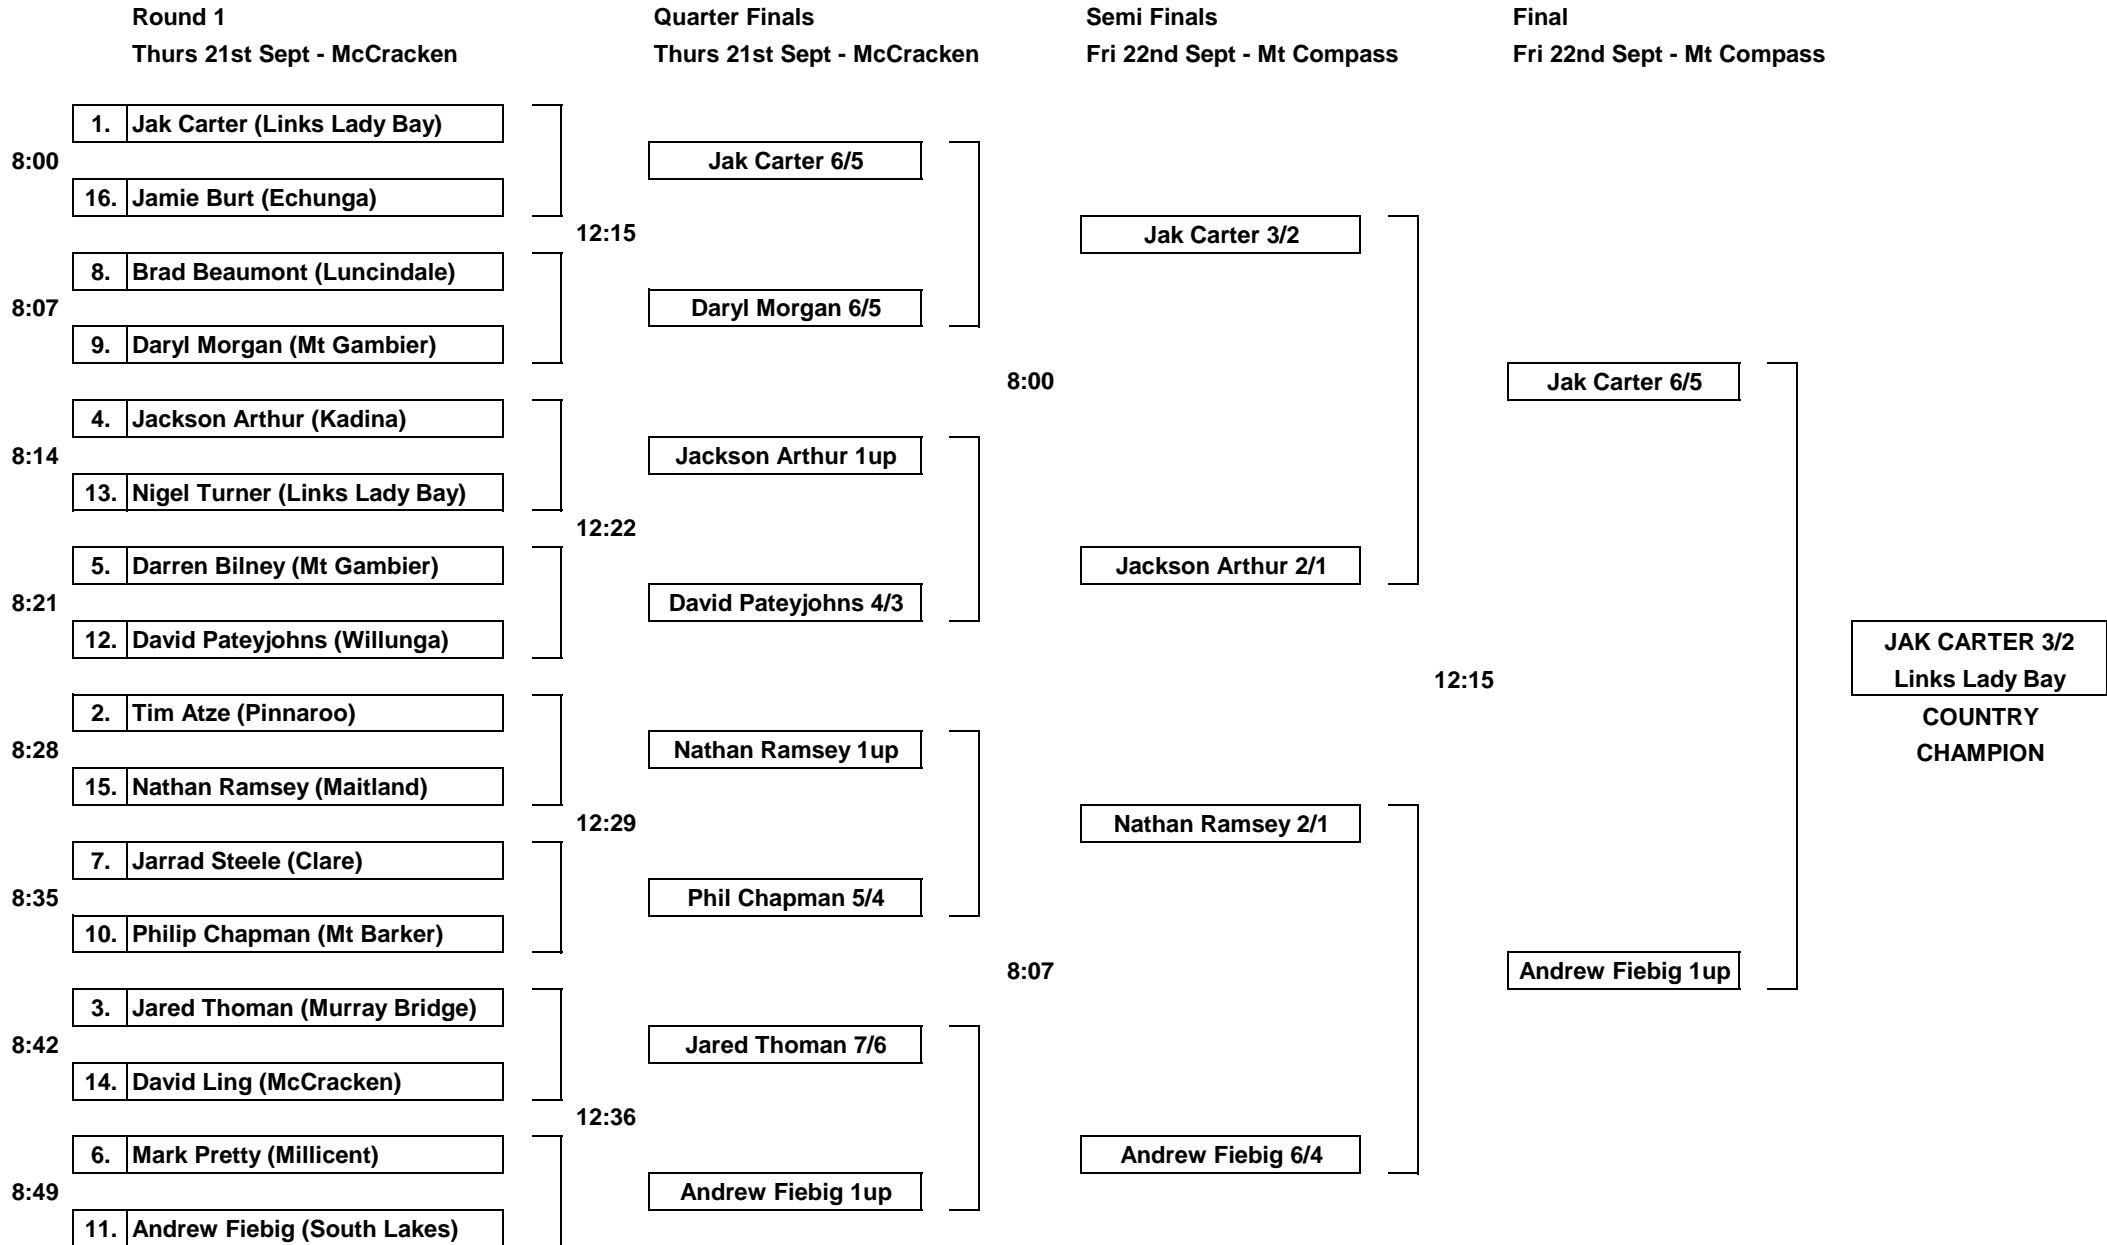 Round 1
Thurs 21st Sept - McCracken
Quarter Finals
Thurs 21st Sept - McCracken
Semi Finals
Fri 22nd Sept - Mt Compass
Final
Fri 22nd Sept - Mt Compass
1. Jak Carter (Links Lady Bay)
8:00
16. Jamie Burt (Echunga)
8. Brad Beaumont (Luncindale)
8:07
9. Daryl Morgan (Mt Gambier)
4. Jackson Arthur (Kadina)
8:14
13. Nigel Turner (Links Lady Bay)
5. Darren Bilney (Mt Gambier)
8:21
12. David Pateyjohns (Willunga)
2. Tim Atze (Pinnaroo)
8:28
15. Nathan Ramsey (Maitland)
7. Jarrad Steele (Clare)
8:35
10. Philip Chapman (Mt Barker)
3. Jared Thoman (Murray Bridge)
8:42
14. David Ling (McCracken)
6. Mark Pretty (Millicent)
8:49
11. Andrew Fiebig (South Lakes)
Jak Carter 6/5
12:15
Daryl Morgan 6/5
Jackson Arthur 1up
12:22
David Pateyjohns 4/3
Nathan Ramsey 1up
12:29
Phil Chapman 5/4
Jared Thoman 7/6
12:36
Andrew Fiebig 1up
Jak Carter 3/2
8:00
Jackson Arthur 2/1
Nathan Ramsey 2/1
8:07
Andrew Fiebig 6/4
Jak Carter 6/5
12:15
Andrew Fiebig 1up
JAK CARTER 3/2
Links Lady Bay
COUNTRY
CHAMPION